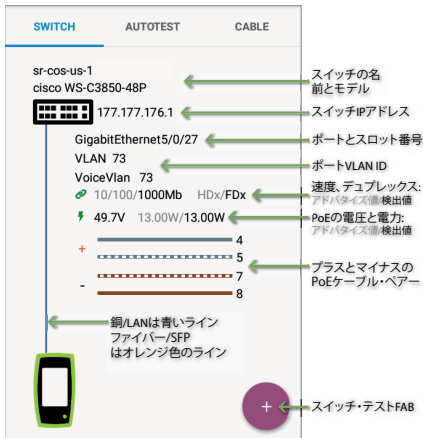 SWITCH
AUTOTEST
CABLE
sr-cos-us-1
cisco WS-C3850-48P
スイッチの名
前とモデル
177.177.176.1
スイッチIPアドレス
GigabitEthernet5/0/27
ポートとスロット番号
VLAN 73
VoiceVlan 73
ポートVLAN ID
10/100/1000Mb HDx/FDx
速度、デュプレックス:
アドバタイズ値/検出値
49.7V 13.00W/13.00W
PoEの電圧と電力:
アドバタイズ値/検出値
+
4
5
-
7
8
プラスとマイナスの
PoEケーブル・ペアー
銅/LANは青いライン
ファイバー/SFP
はオレンジ色のライン
+
スイッチ・テストFAB